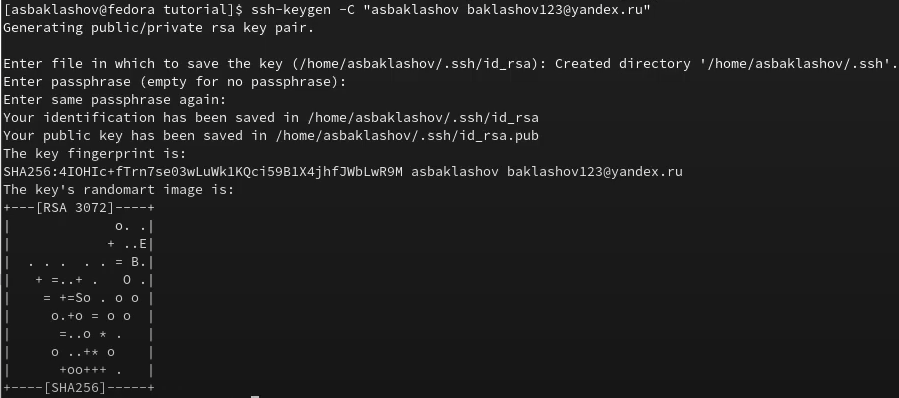 [asbaklashov@fedora tutorial]$ ssh-keygen -C "asbaklashov baklashov123@yandex.ru"
Generating public/private rsa key pair.

Enter file in which to save the key (/home/asbaklashov/.ssh/id_rsa): Created directory '/home/asbaklashov/.ssh'.
Enter passphrase (empty for no passphrase):
Enter same passphrase again:
Your identification has been saved in /home/asbaklashov/.ssh/id_rsa
Your public key has been saved in /home/asbaklashov/.ssh/id_rsa.pub
The key fingerprint is:
SHA256:4IOHIc+fTrn7se03wLuWk1KQci59B1X4jhfJWbLwR9M asbaklashov baklashov123@yandex.ru
The key's randomart image is:
+---[RSA 3072]----+
|             o. .|
|            + ..E|
|  . . .  . . = B.|
|   + =..+ .   O .|
|    = +=So . o o |
|     o.+o = o o  |
|      =..o * .   |
|     o ..+* o    |
|      +oo+++ .   |
+----[SHA256]-----+